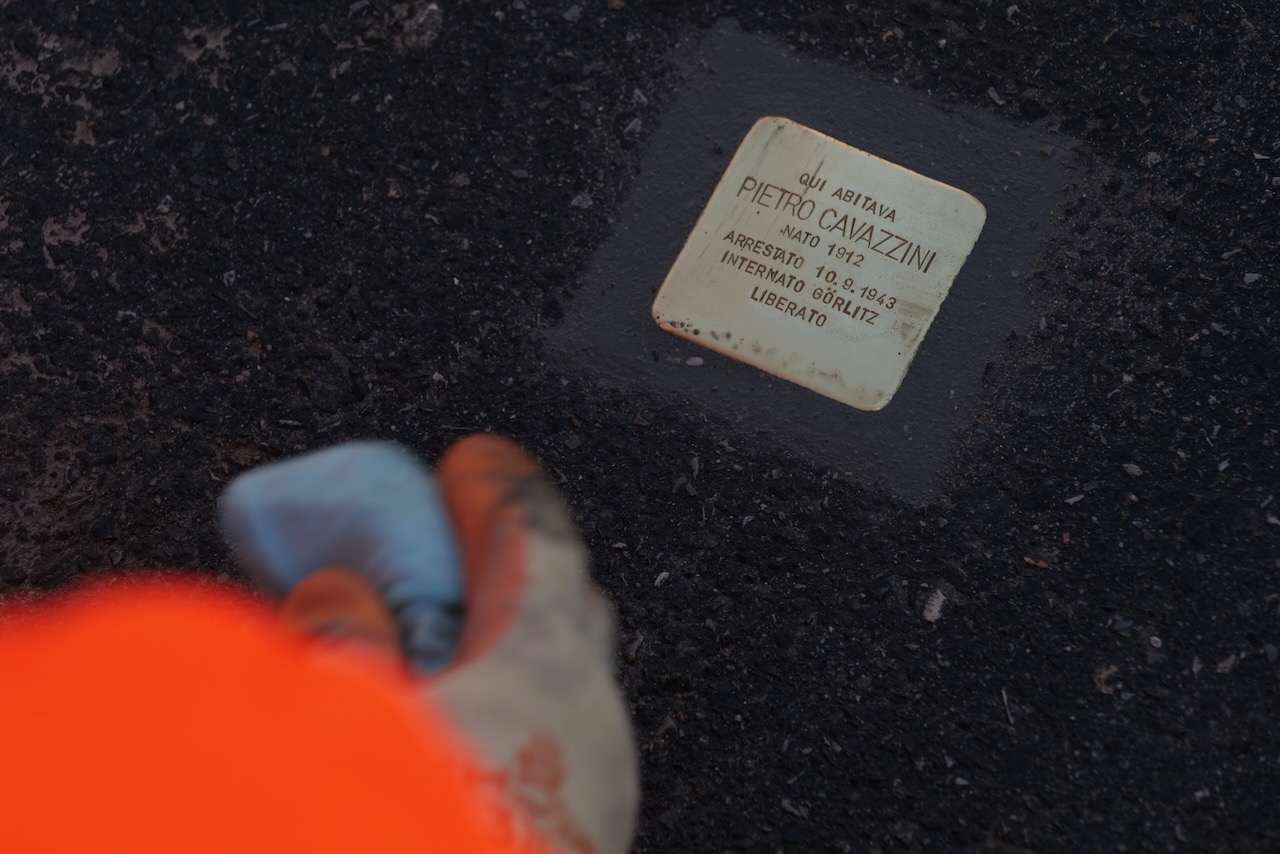 QUI ABITAVA
PIETRO CAVAZZINI
NATO 1912
ARRESTATO 10.9.1943
INTERNATO GÖRLITZ
LIBERATO